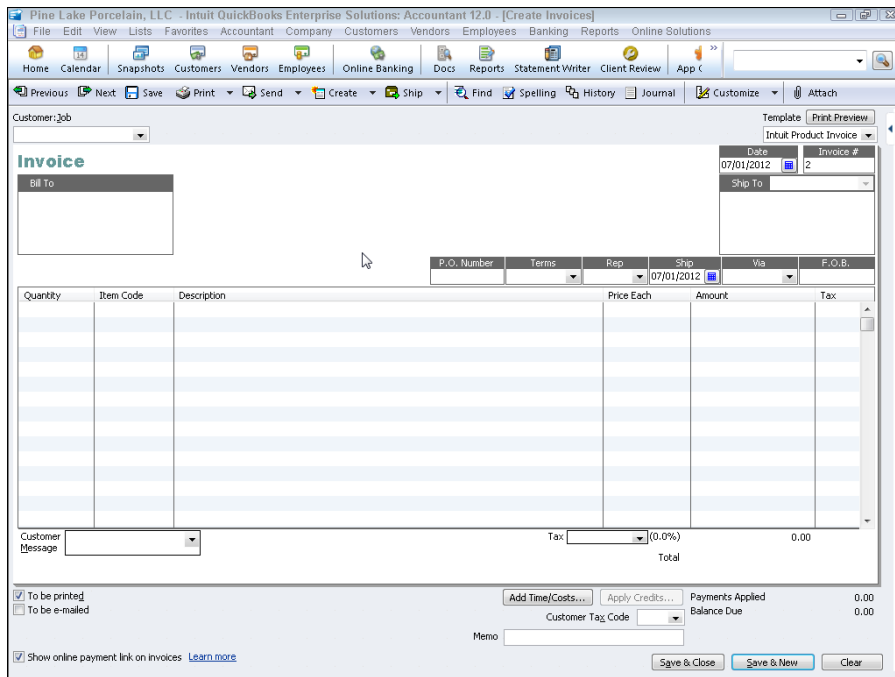 Pine Lake Porcelain, LLC - Intuit QuickBooks Enterprise Solutions: Accountant 12.0 - [Create Invoices]
File Edit View Lists Favorites Accountant Company Customers Vendors Employees Banking Reports Online Solutions
14
Home Calendar Snapshots Customers Vendors Employees Online Banking Docs Reports Statement Writer Client Review App (
Previous Next Save Print Send Create Ship Find Spelling History Journal Customize Attach
Customer:Job Template Print Preview
Intuit Product Invoice
Invoice
Date Invoice #
07/01/2012 2
Bill To Ship To
P.O. Number Terms Rep Ship Via F.O.B.
07/01/2012
Quantity Item Code Description Price Each Amount Tax
Customer Message Tax (0.0%) 0.00
Total
To be printed Add Time/Costs... Apply Credits... Payments Applied 0.00
To be e-mailed Customer Tax Code Balance Due 0.00
Memo
Show online payment link on invoices Learn more Save & Close Save & New Clear